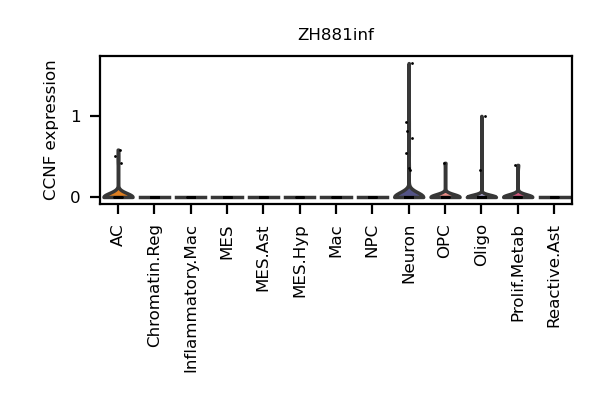 ZH881inf
CCNF expression
1
0
AC
Chromatin.Reg
Inflammatory.Mac
MES
MES.Ast
MES.Hyp
Mac
NPC
Neuron
OPC
Oligo
Prolif.Metab
Reactive.Ast